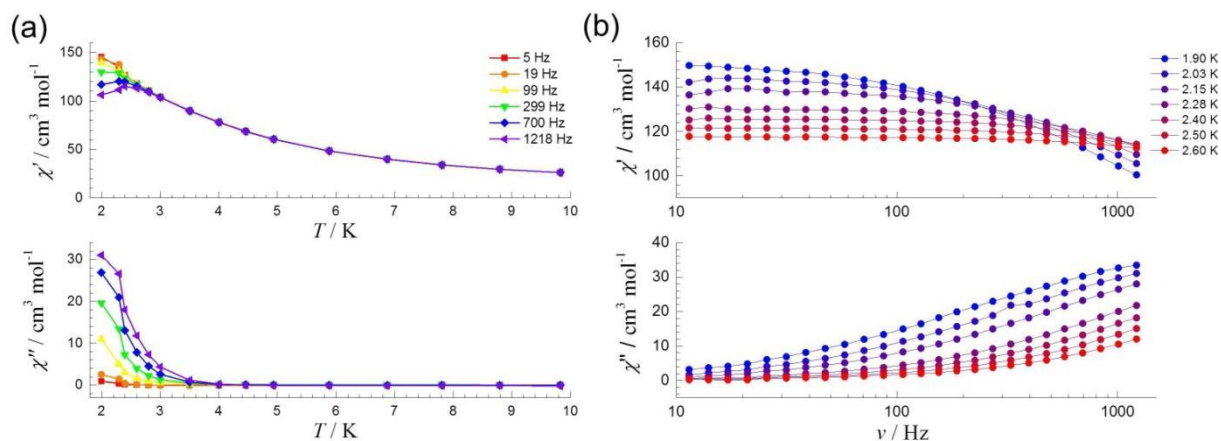 (a)
χ' / cm³ mol⁻¹
150
100
50
0
2 3 4 5 6 7 8 9 10
T / K
5 Hz
19 Hz
99 Hz
299 Hz
700 Hz
1218 Hz
χ'' / cm³ mol⁻¹
30
20
10
0
2 3 4 5 6 7 8 9 10
T / K
(b)
χ' / cm³ mol⁻¹
160
140
120
100
10 100 1000
1.90 K
2.03 K
2.15 K
2.28 K
2.40 K
2.50 K
2.60 K
χ'' / cm³ mol⁻¹
40
30
20
10
0
10 100 1000
ν / Hz